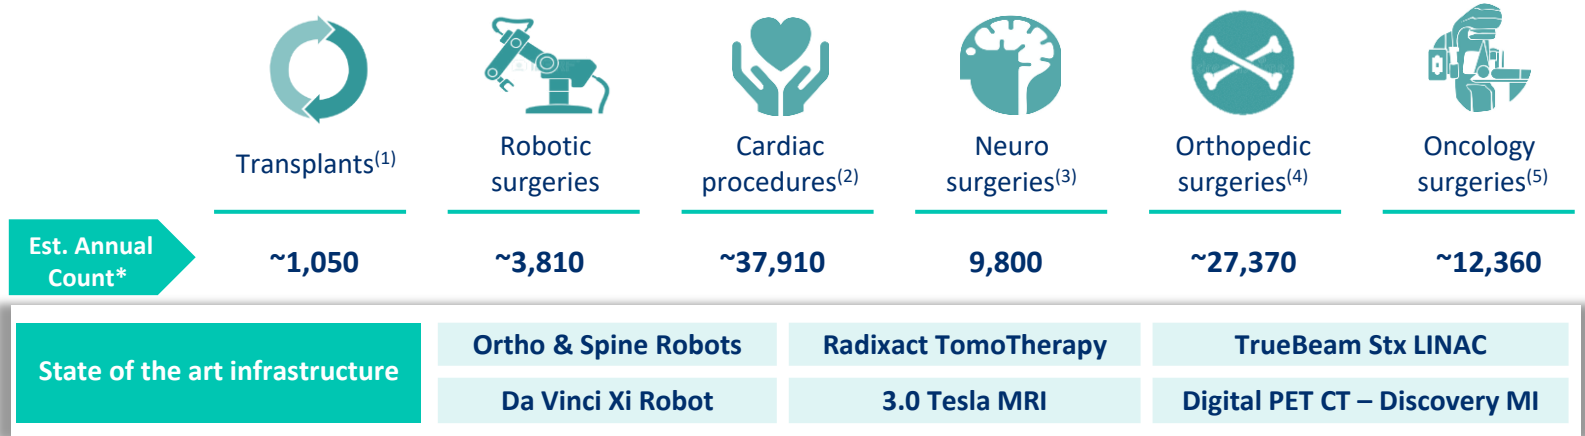 Transplants(1)
Robotic
surgeries
Cardiac
procedures(2)
Neuro
surgeries(3)
Orthopedic
surgeries(4)
Oncology
surgeries(5)
Est. Annual
Count*
~1,050
~3,810
~37,910
9,800
~27,370
~12,360
State of the art infrastructure
Ortho & Spine Robots
Radixact TomoTherapy
TrueBeam Stx LINAC
Da Vinci Xi Robot
3.0 Tesla MRI
Digital PET CT – Discovery MI